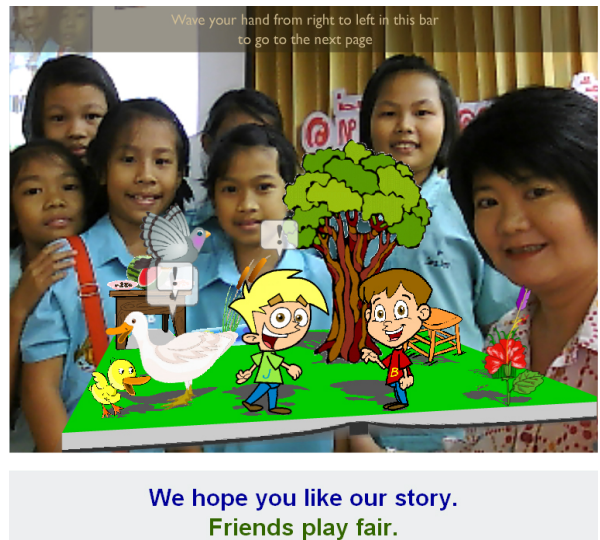 Wave your hand from right to left in this bar
to go to the next page
!
!
J
B
We hope you like our story.
Friends play fair.